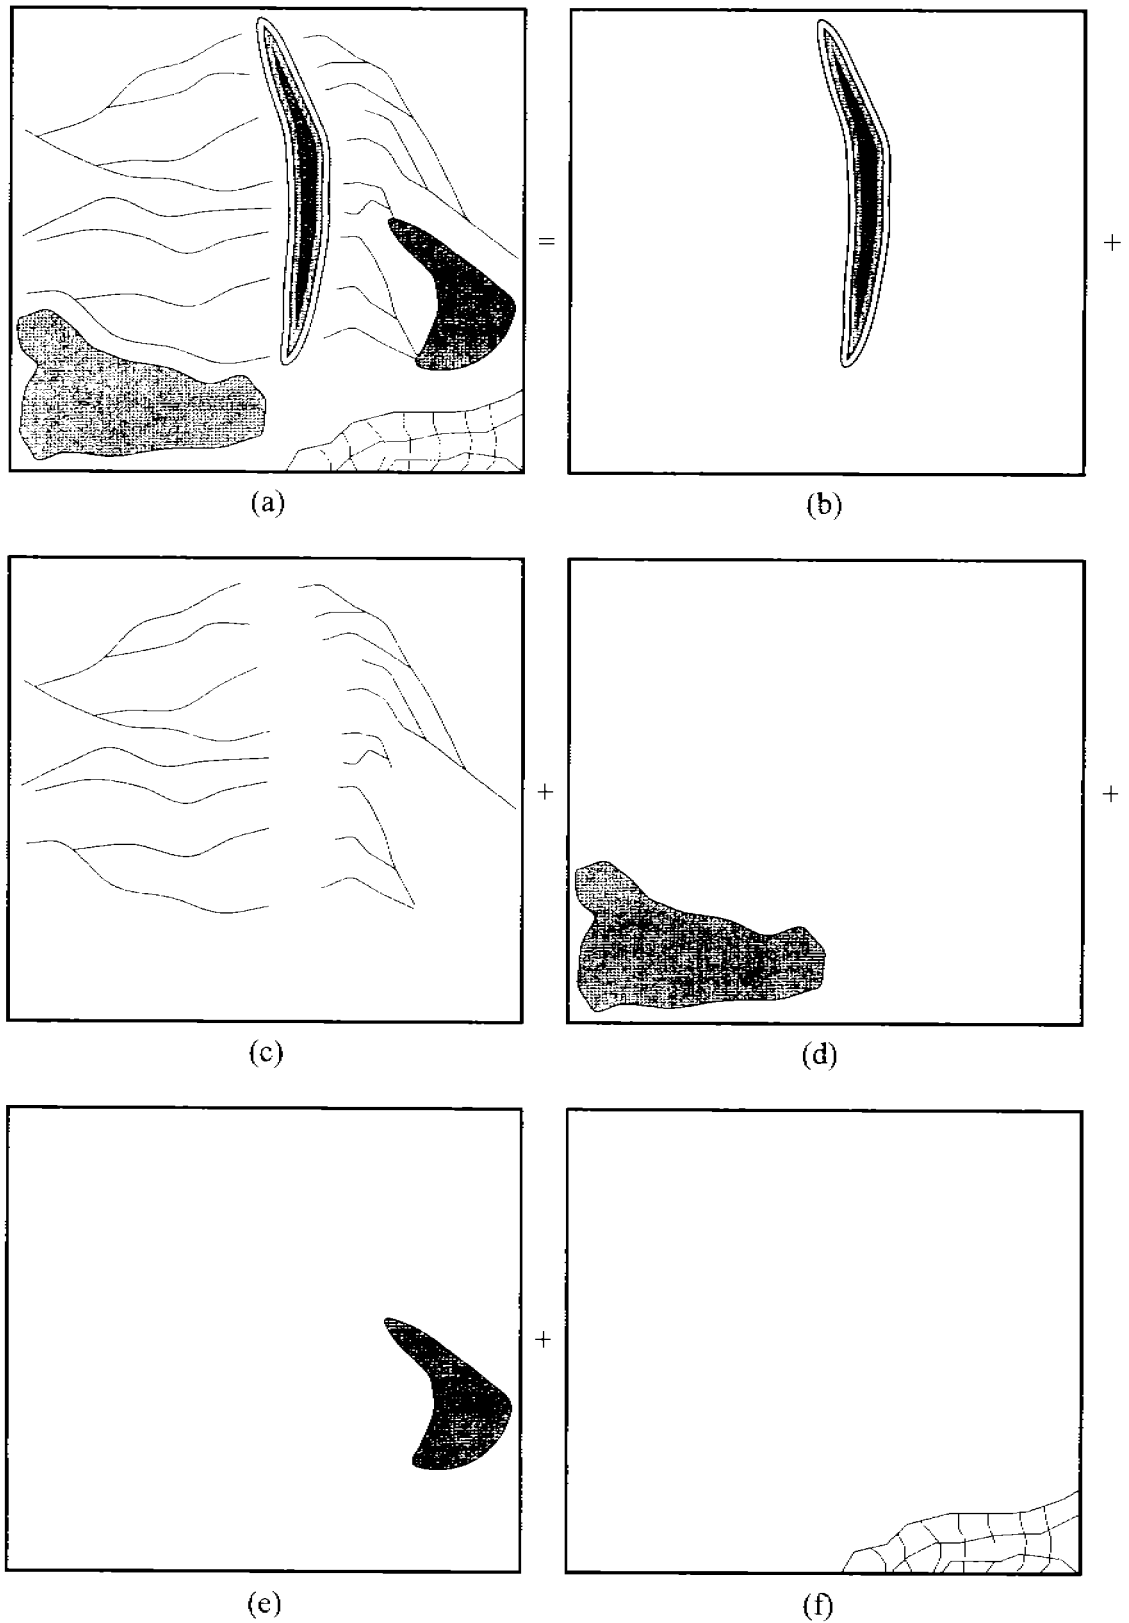 = +
(a) (b)
+ +
(c) (d)
+
(e) (f)